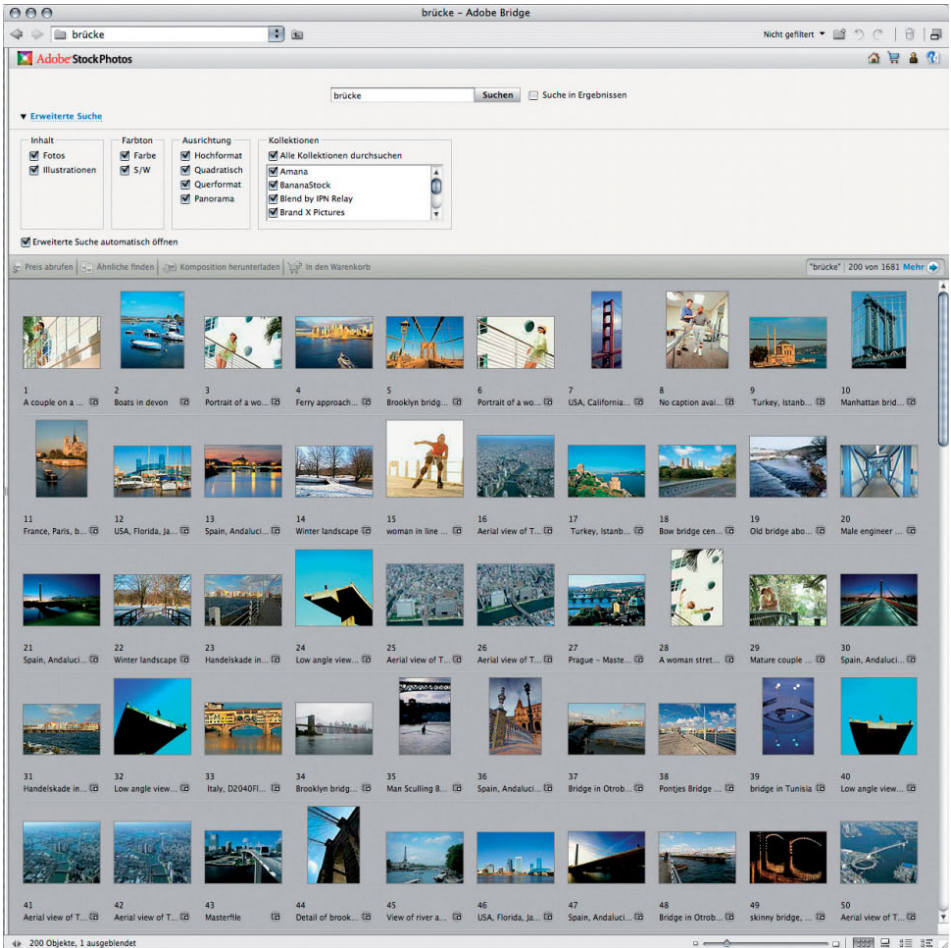 brücke – Adobe Bridge
brücke
Nicht gefiltert
Adobe StockPhotos
brücke Suchen Suche in Ergebnissen
Erweiterte Suche
Inhalt Farbton Ausrichtung Kollektionen
Fotos Farbe Hochformat Alle Kollektionen durchsuchen
Illustrationen S/W Quadratisch Amana
Querformat BananaStock
Panorama Blend by IPN Relay
Brand X Pictures
Erweiterte Suche automatisch öffnen
Preis abrufen Ähnliche finden Komposition herunterladen In den Warenkorb "brücke" 200 von 1681 Mehr
1 2 3 4 5 6 7 8 9 10
A couple on a ... Boats in devon Portrait of a wo... Ferry approach... Brooklyn bridg... Portrait of a wo... USA, California... No caption avai... Turkey, Istanb... Manhattan brid...
11 12 13 14 15 16 17 18 19 20
France, Paris, b... USA, Florida, Ja... Spain, Andaluci... Winter landscape woman in line ... Aerial view of T... Turkey, Istanb... Bow bridge cen... Old bridge abo... Male engineer ...
21 22 23 24 25 26 27 28 29 30
Spain, Andaluci... Winter landscape Handelskade in... Low angle view... Aerial view of T... Aerial view of T... Prague – Maste... A woman stret... Mature couple ... Spain, Andaluci...
31 32 33 34 35 36 37 38 39 40
Handelskade in... Low angle view... Italy, D2040Fl... Brooklyn bridg... Man Sculling B... Spain, Andaluci... Bridge in Otrob... Pontjes Bridge ... bridge in Tunisia Low angle view...
41 42 43 44 45 46 47 48 49 50
Aerial view of T... Aerial view of T... Masterfile Detail of brook... View of river a... USA, Florida, Ja... Spain, Andaluci... Bridge in Otrob... skinny bridge, ... Aerial view of T...
200 Objekte, 1 ausgeblendet